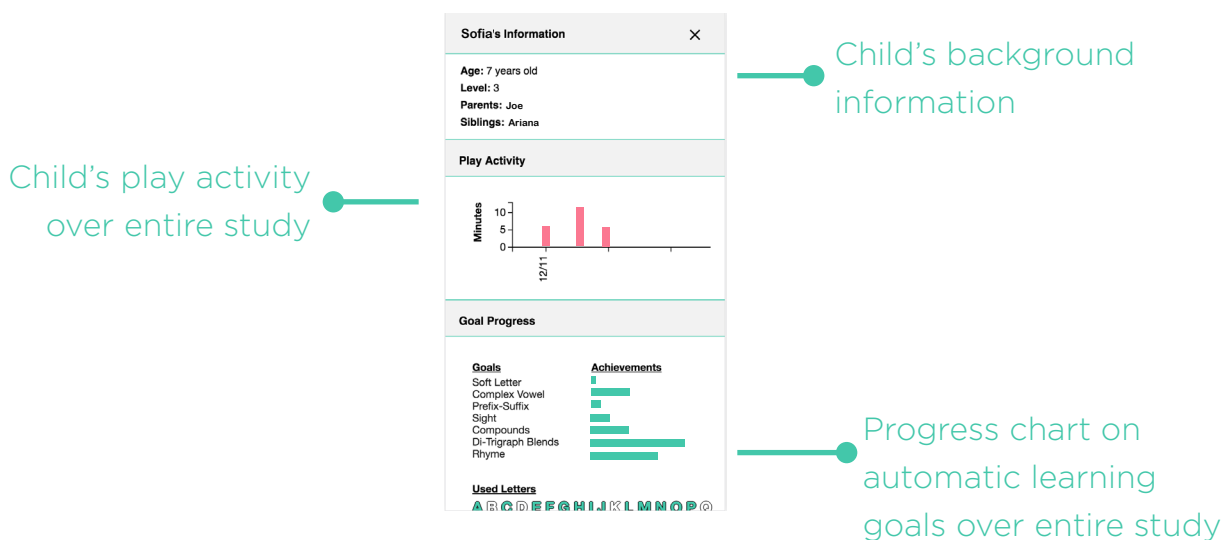 Sofia's Information
Age: 7 years old
Level: 3
Parents: Joe
Siblings: Ariana
Child's background
information
Play Activity
Child's play activity
over entire study
Minutes
10
5
0
12/11
Goal Progress
Goals Achievements
Soft Letter
Complex Vowel
Prefix-Suffix
Sight
Compounds
Di-Trigraph Blends
Rhyme
Progress chart on
automatic learning
goals over entire study
Used Letters
ABCDEFGHIJKLMNOPQ